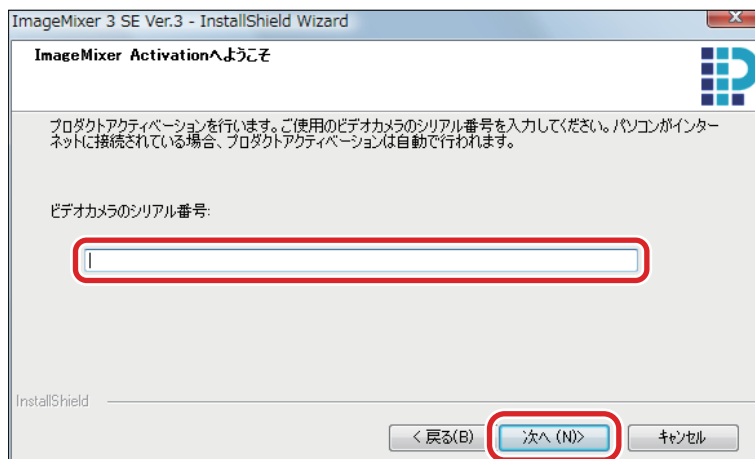 ImageMixer 3 SE Ver.3 - InstallShield Wizard
ImageMixer Activationへようこそ
プロダクトアクティベーションを行います。ご使用のビデオカメラのシリアル番号を入力してください。パソコンがインター
ネットに接続されている場合、プロダクトアクティベーションは自動で行われます。
ビデオカメラのシリアル番号:
InstallShield
< 戻る(B) 次へ (N)> キャンセル